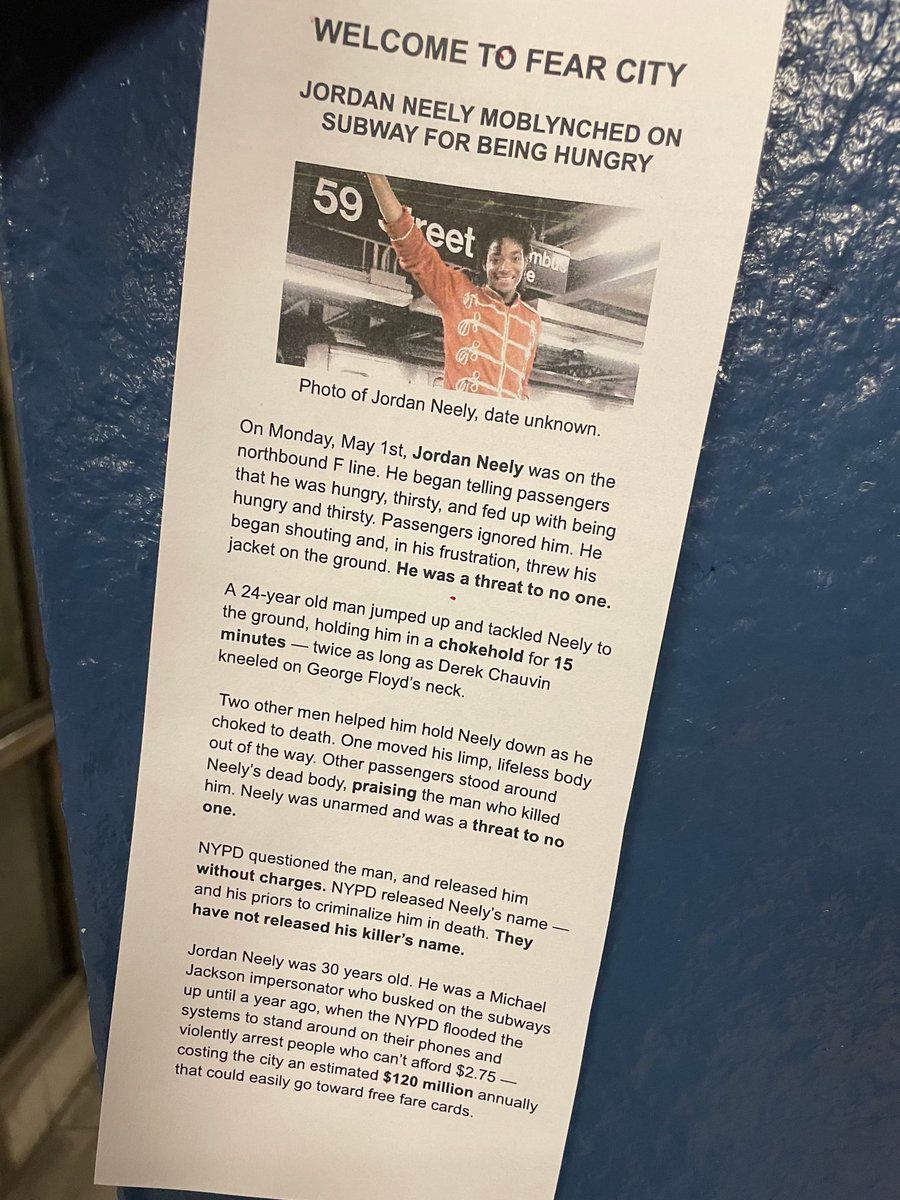 WELCOME TO FEAR CITY
JORDAN NEELY MOBLYNCHED ON
SUBWAY FOR BEING HUNGRY
59 Street
Photo of Jordan Neely, date unknown.
On Monday, May 1st, Jordan Neely was on the
northbound F line. He began telling passengers
that he was hungry, thirsty, and fed up with being
hungry and thirsty. Passengers ignored him. He
began shouting and, in his frustration, threw his
jacket on the ground. He was a threat to no one.
A 24-year old man jumped up and tackled Neely to
the ground, holding him in a chokehold for 15
minutes — twice as long as Derek Chauvin
kneeled on George Floyd's neck.
Two other men helped him hold Neely down as he
choked to death. One moved his limp, lifeless body
out of the way. Other passengers stood around
Neely's dead body, praising the man who killed
him. Neely was unarmed and was a threat to no
one.
NYPD questioned the man, and released him
without charges. NYPD released Neely's name —
and his priors to criminalize him in death. They
have not released his killer's name.
Jordan Neely was 30 years old. He was a Michael
Jackson impersonator who busked on the subways
up until a year ago, when the NYPD flooded the
systems to stand around on their phones and
violently arrest people who can't afford $2.75 —
costing the city an estimated $120 million annually
that could easily go toward free fare cards.